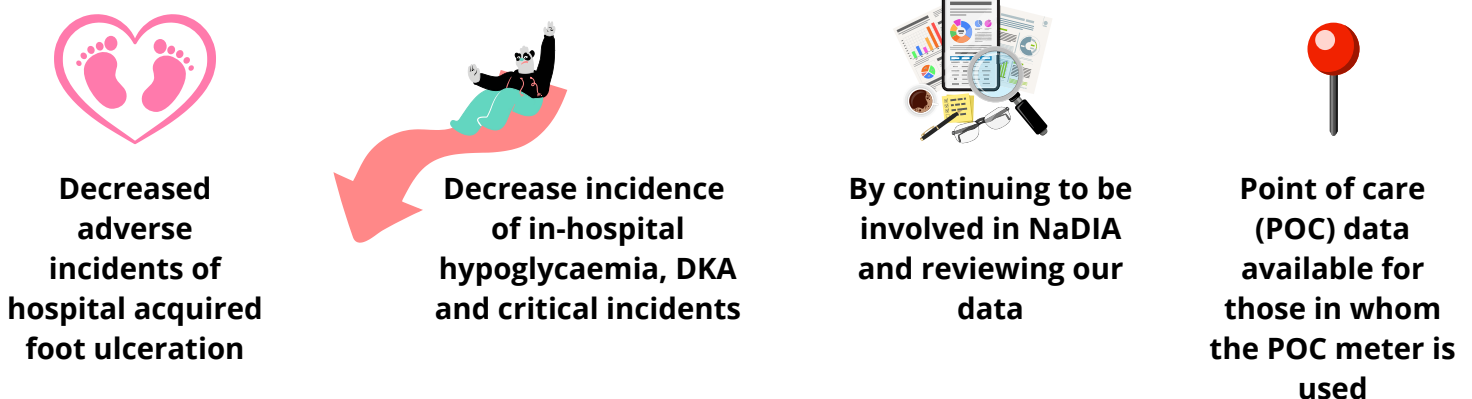 Decreased
adverse
incidents of
hospital acquired
foot ulceration
Decrease incidence
of in-hospital
hypoglycaemia, DKA
and critical incidents
By continuing to be
involved in NaDIA
and reviewing our
data
Point of care
(POC) data
available for
those in whom
the POC meter is
used